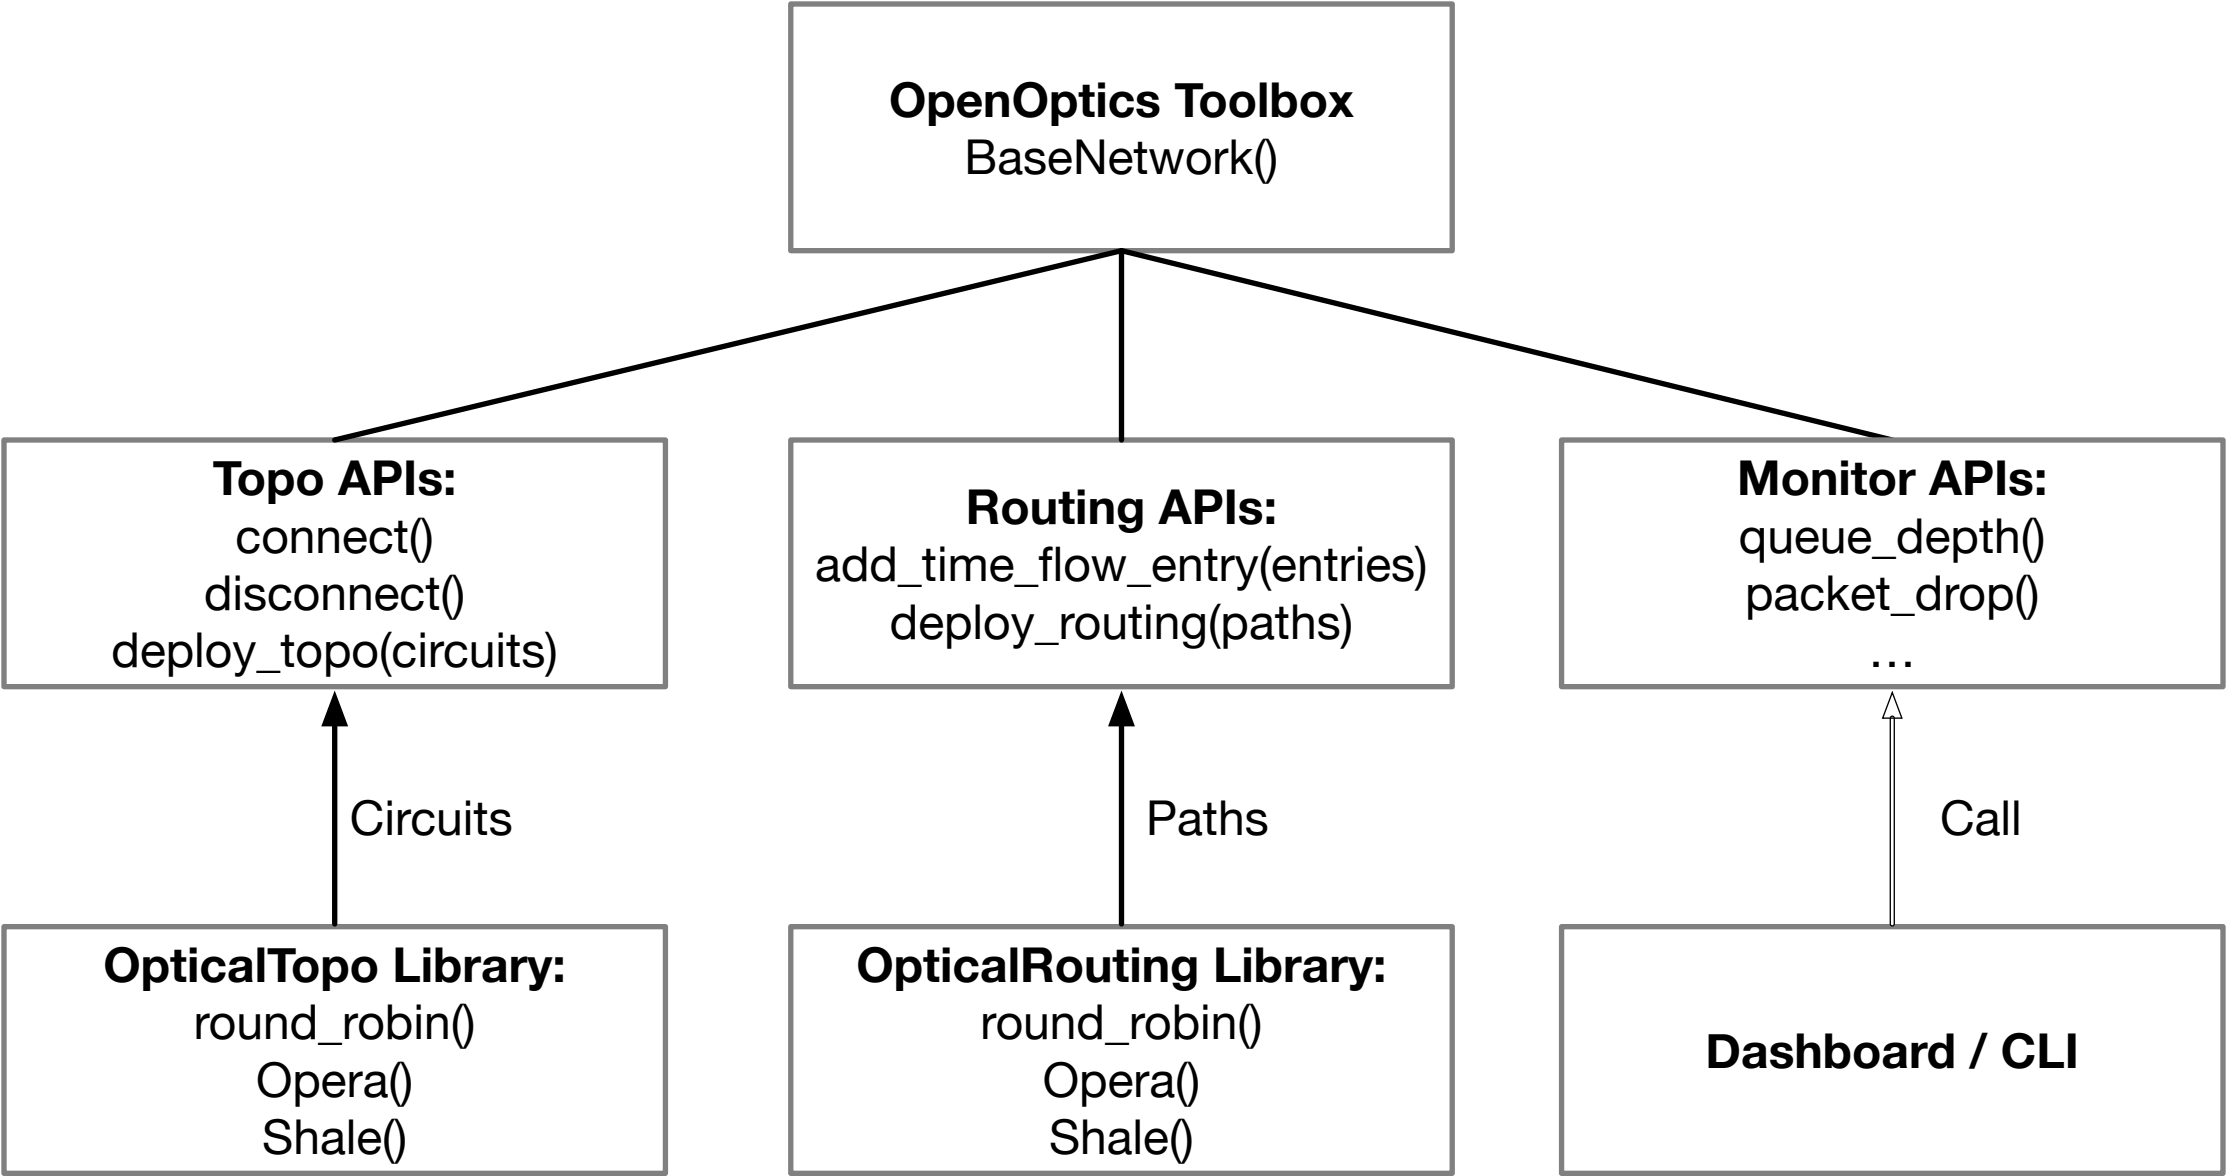 OpenOptics Toolbox
BaseNetwork()
Topo APIs:
connect()
disconnect()
deploy_topo(circuits)
Routing APIs:
add_time_flow_entry(entries)
deploy_routing(paths)
Monitor APIs:
queue_depth()
packet_drop()
...
Circuits
Paths
Call
OpticalTopo Library:
round_robin()
Opera()
Shale()
OpticalRouting Library:
round_robin()
Opera()
Shale()
Dashboard / CLI